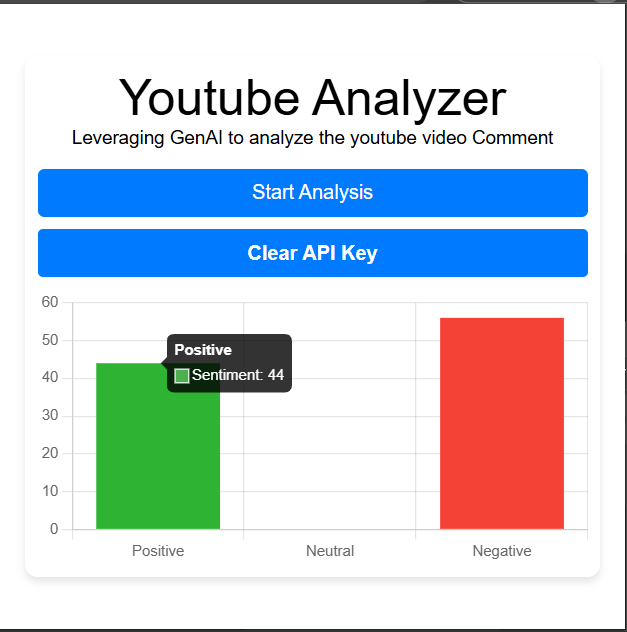 Youtube Analyzer
Leveraging GenAI to analyze the youtube video Comment
Start Analysis
Clear API Key
60
50
40
30
20
10
0
Positive
Sentiment: 44
Positive Neutral Negative